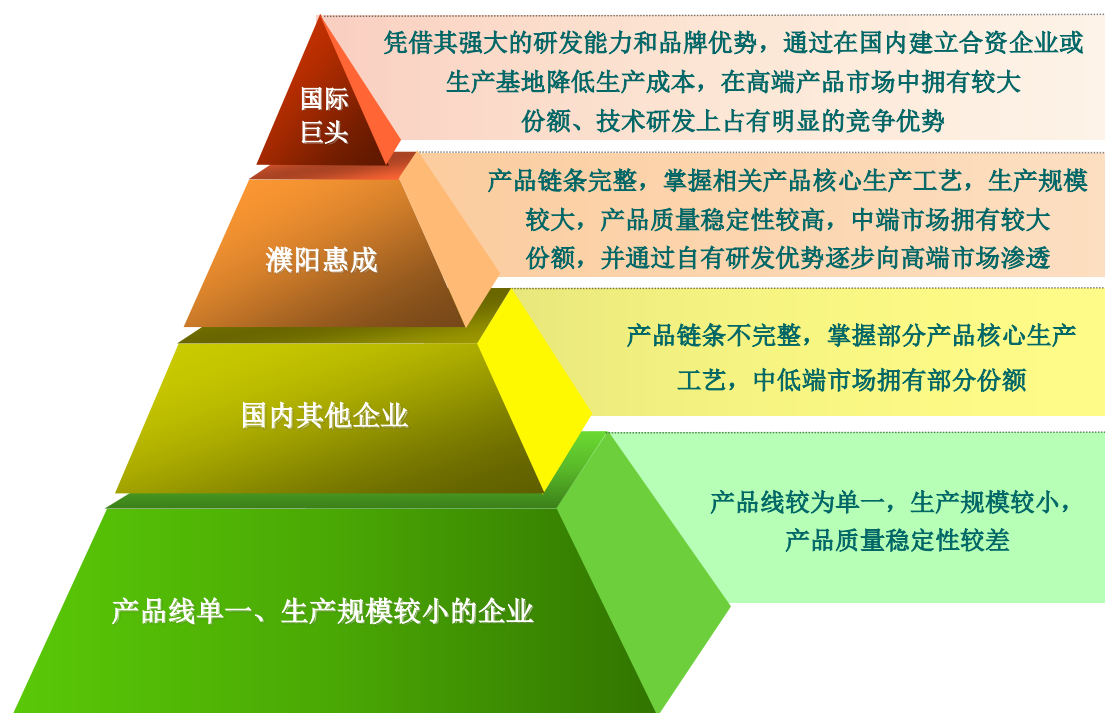 凭借其强大的研发能力和品牌优势，通过在国内建立合资企业或
生产基地降低生产成本，在高端产品市场中拥有较大
份额、技术研发上占有明显的竞争优势
国际
巨头
产品链条完整，掌握相关产品核心生产工艺，生产规模
较大，产品质量稳定性较高，中端市场拥有较大
份额，并通过自有研发优势逐步向高端市场渗透
濮阳惠成
产品链条不完整，掌握部分产品核心生产
工艺，中低端市场拥有部分份额
国内其他企业
产品线较为单一，生产规模较小，
产品质量稳定性较差
产品线单一、生产规模较小的企业